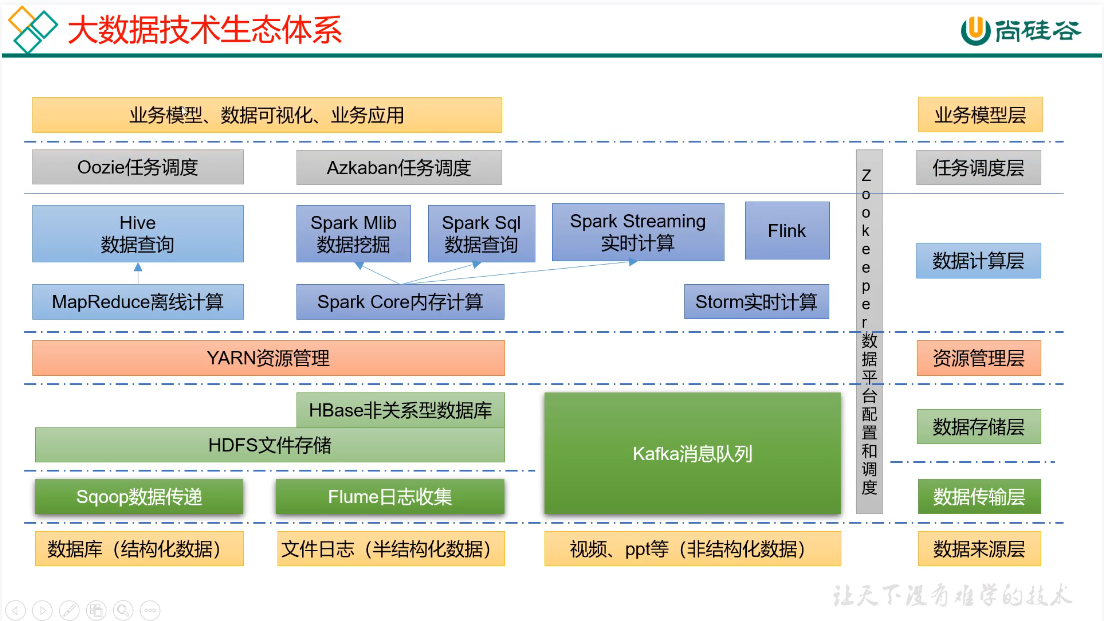 大数据技术生态体系
尚硅谷
业务模型、数据可视化、业务应用
业务模型层
Oozie任务调度
Azkaban任务调度
任务调度层
Hive
数据查询
Spark Mlib
数据挖掘
Spark Sql
数据查询
Spark Streaming
实时计算
Flink
数据计算层
MapReduce离线计算
Spark Core内存计算
Storm实时计算
Zookeeper数据平台配置和调度
YARN资源管理
资源管理层
HBase非关系型数据库
HDFS文件存储
Kafka消息队列
数据存储层
Sqoop数据传递
Flume日志收集
数据传输层
数据库（结构化数据）
文件日志（半结构化数据）
视频、ppt等（非结构化数据）
数据来源层
让天下没有难学的技术